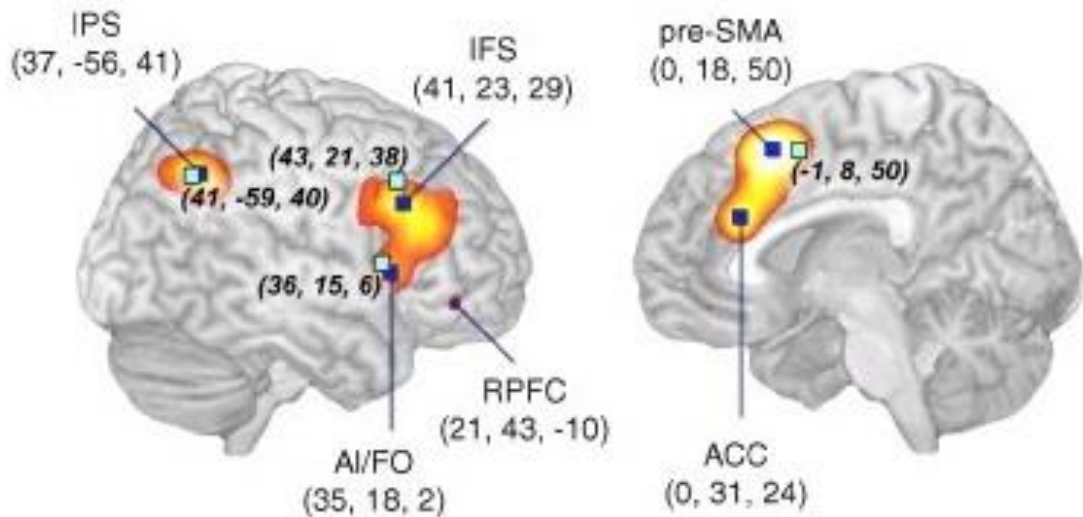 IPS
(37, -56, 41)
IFS
(41, 23, 29)
pre-SMA
(0, 18, 50)
(43, 21, 38)
(41, -59, 40)
(-1, 8, 50)
(36, 15, 6)
RPFC
(21, 43, -10)
AI/FO
(35, 18, 2)
ACC
(0, 31, 24)